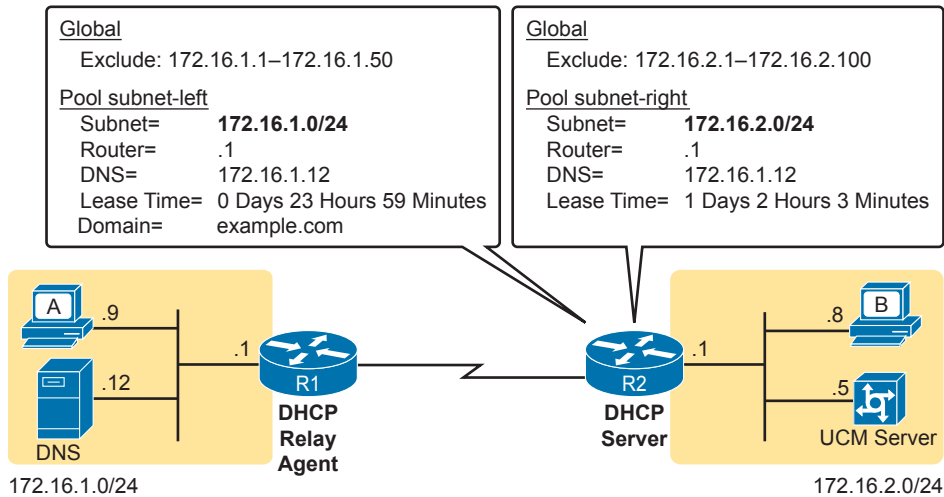 Global
Exclude: 172.16.1.1–172.16.1.50
Pool subnet-left
Subnet= 172.16.1.0/24
Router= .1
DNS= 172.16.1.12
Lease Time= 0 Days 23 Hours 59 Minutes
Domain= example.com
Global
Exclude: 172.16.2.1–172.16.2.100
Pool subnet-right
Subnet= 172.16.2.0/24
Router= .1
DNS= 172.16.1.12
Lease Time= 1 Days 2 Hours 3 Minutes
A
.9
.12
DNS
172.16.1.0/24
.1
R1
DHCP
Relay
Agent
R2
DHCP
Server
.1
.8
B
.5
UCM Server
172.16.2.0/24